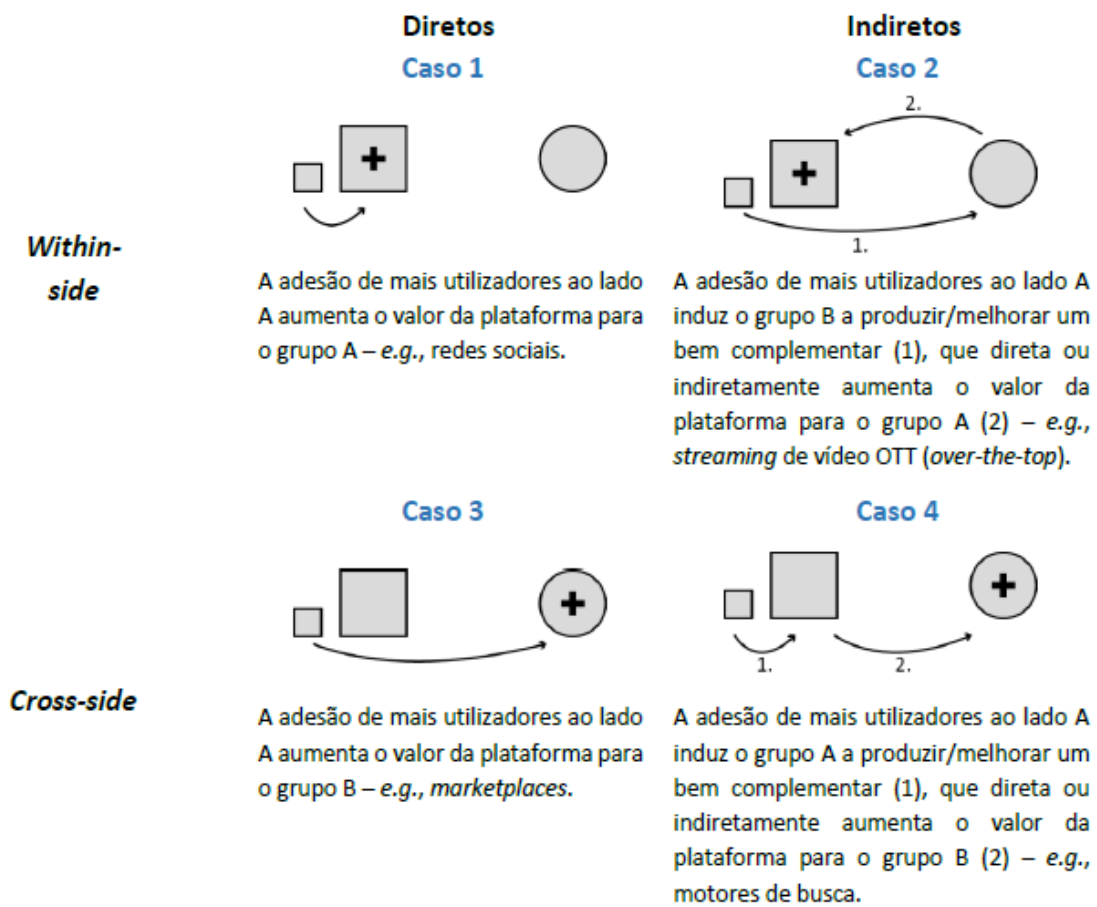 Diretos
Indiretos
Caso 1
Caso 2
2.
1.
Within-
side
A adesão de mais utilizadores ao lado
A aumenta o valor da plataforma para
o grupo A – e.g., redes sociais.
A adesão de mais utilizadores ao lado A
induz o grupo B a produzir/melhorar um
bem complementar (1), que direta ou
indiretamente aumenta o valor da
plataforma para o grupo A (2) – e.g.,
streaming de vídeo OTT (over-the-top).
Caso 3
Caso 4
1.
2.
Cross-side
A adesão de mais utilizadores ao lado
A aumenta o valor da plataforma para
o grupo B – e.g., marketplaces.
A adesão de mais utilizadores ao lado A
induz o grupo A a produzir/melhorar um
bem complementar (1), que direta ou
indiretamente aumenta o valor da
plataforma para o grupo B (2) – e.g.,
motores de busca.